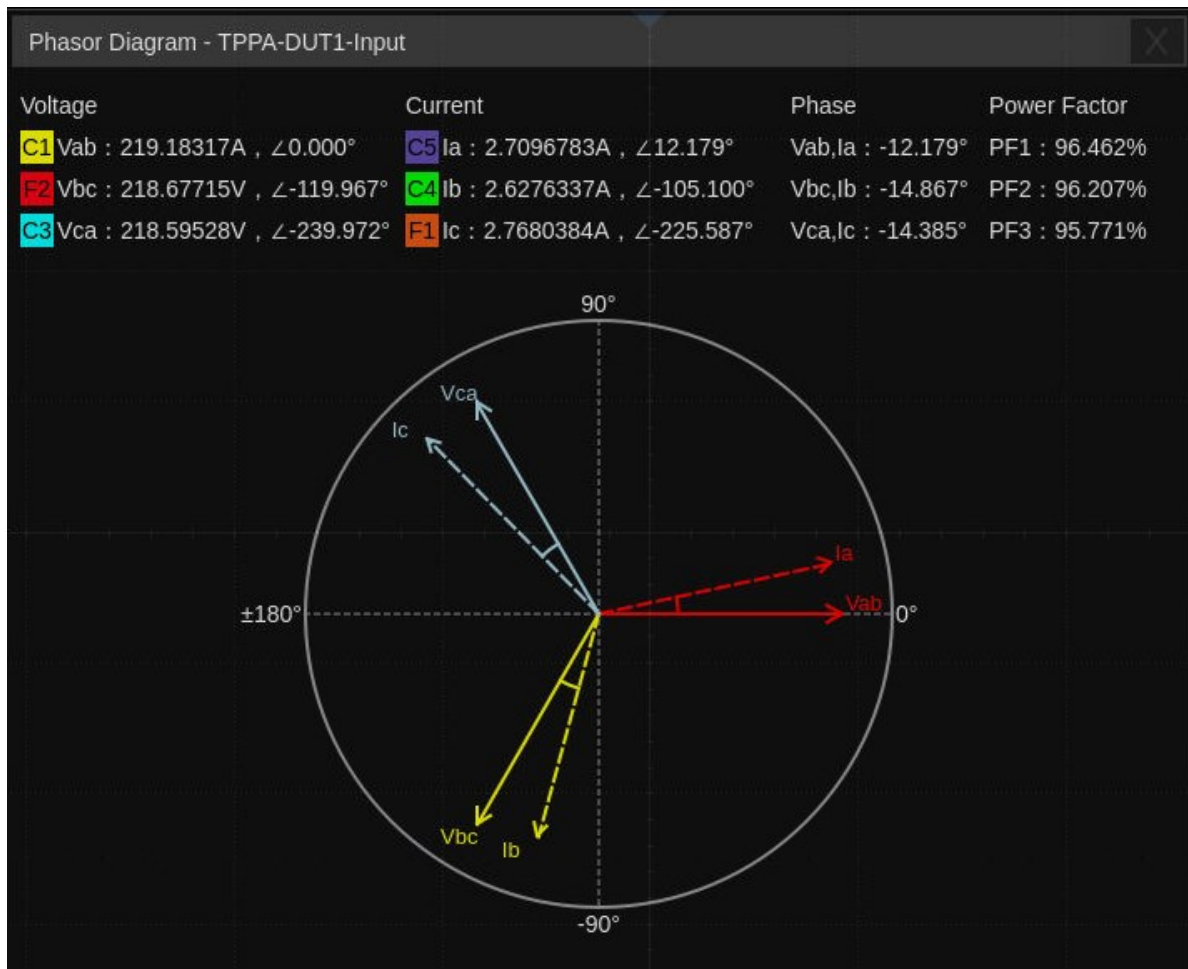 Phasor Diagram - TPPA-DUT1-Input X
Voltage Current Phase Power Factor
C1 Vab : 219.18317A , ∠0.000° C5 Ia : 2.7096783A , ∠12.179° Vab,Ia : -12.179° PF1 : 96.462%
F2 Vbc : 218.67715V , ∠-119.967° C4 Ib : 2.6276337A , ∠-105.100° Vbc,Ib : -14.867° PF2 : 96.207%
C3 Vca : 218.59528V , ∠-239.972° F1 Ic : 2.7680384A , ∠-225.587° Vca,Ic : -14.385° PF3 : 95.771%
90°
Vca
Ic
Ia
Vab
±180°
0°
Vbc
Ib
-90°